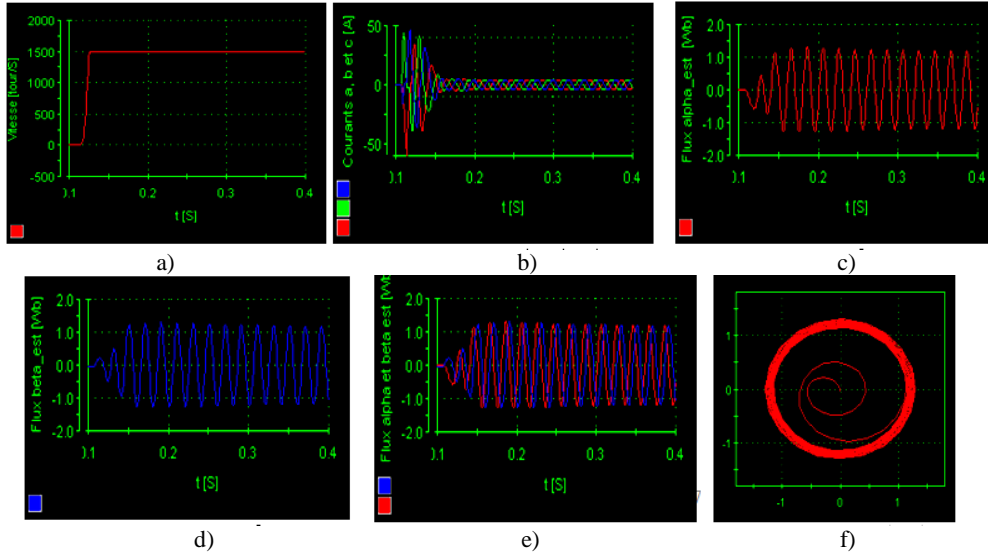 Vitesse [tour/S]
2000
1500
1000
500
0
-500
0.1 0.2 0.3 0.4
t [S]
a)
Courants a, b et c [A]
50
0
-50
0.1 0.2 0.3 0.4
t [S]
b)
Flux alpha_est [Wb]
2.0
1.0
0.0
-1.0
-2.0
0.1 0.2 0.3 0.4
t [S]
c)
Flux beta_est [Wb]
2.0
1.0
0.0
-1.0
-2.0
0.1 0.2 0.3 0.4
t [S]
d)
Flux alpha et beta est [Wb]
2.0
1.0
0.0
-1.0
-2.0
0.1 0.2 0.3 0.4
t [S]
e)
1
0
-1
-1 0 1
f)